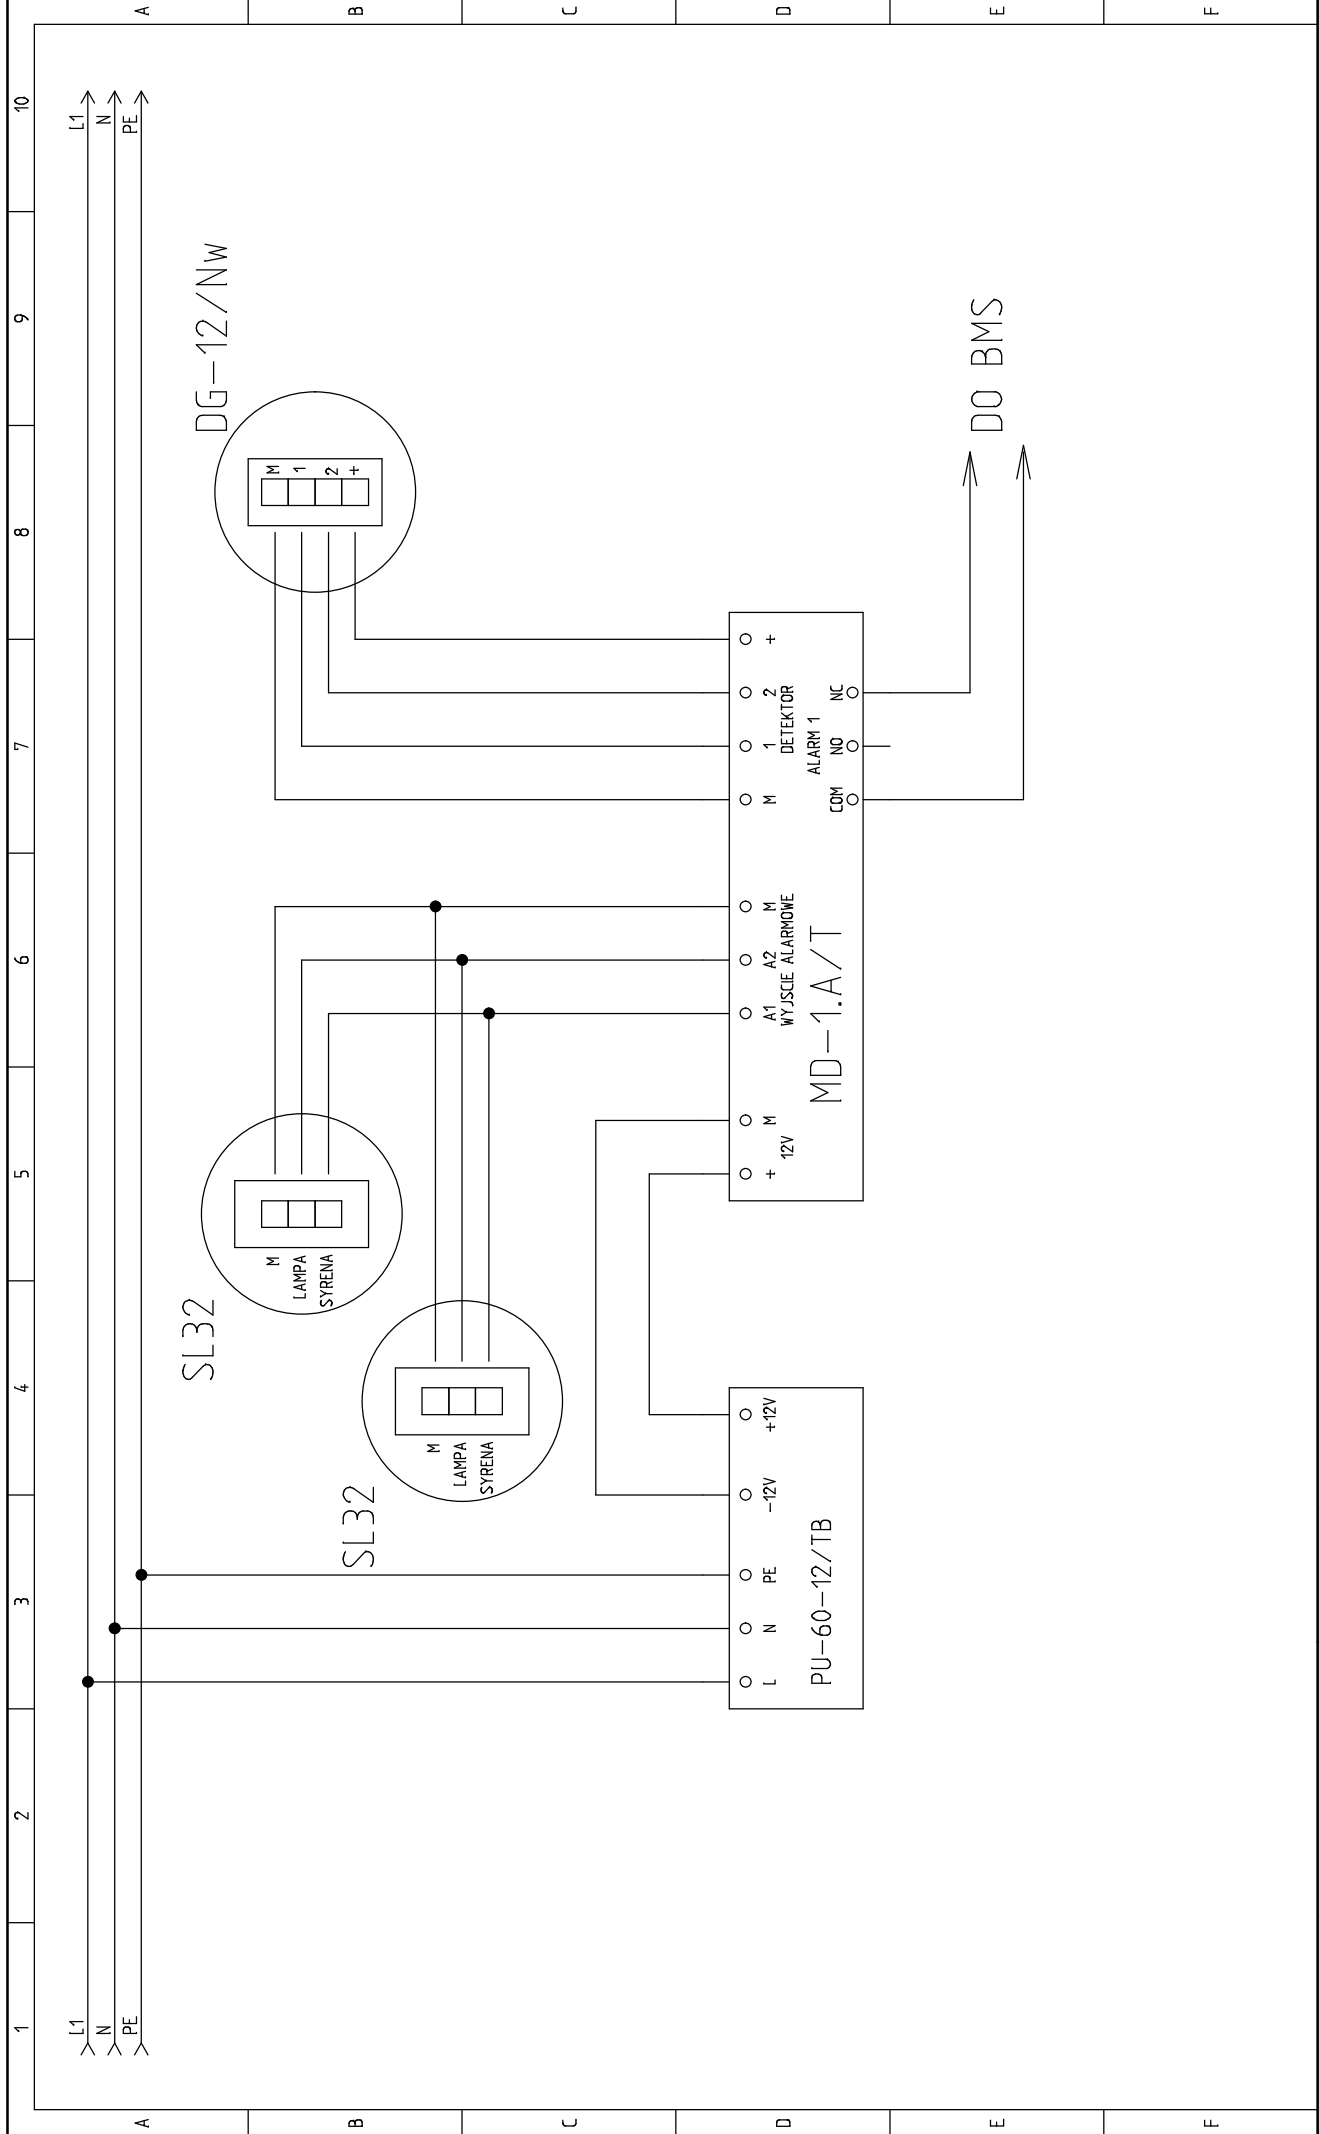 1 2 3 4 5 6 7 8 9 10
A A
L1 L1
N N
PE PE
DG-12/Nw
SL32
B B
M
1
2
+
M
LAMPA
SYRENA
SL32
M
LAMPA
SYRENA
C C
D D
L N PE -12V +12V
PU-60-12/TB
+ M A1 A2 M M 1 2 +
12V WYJSCIE ALARMOWE DETEKTOR
ALARM 1
MD-1.A/T
COM NO NC
E E
DO BMS
F F